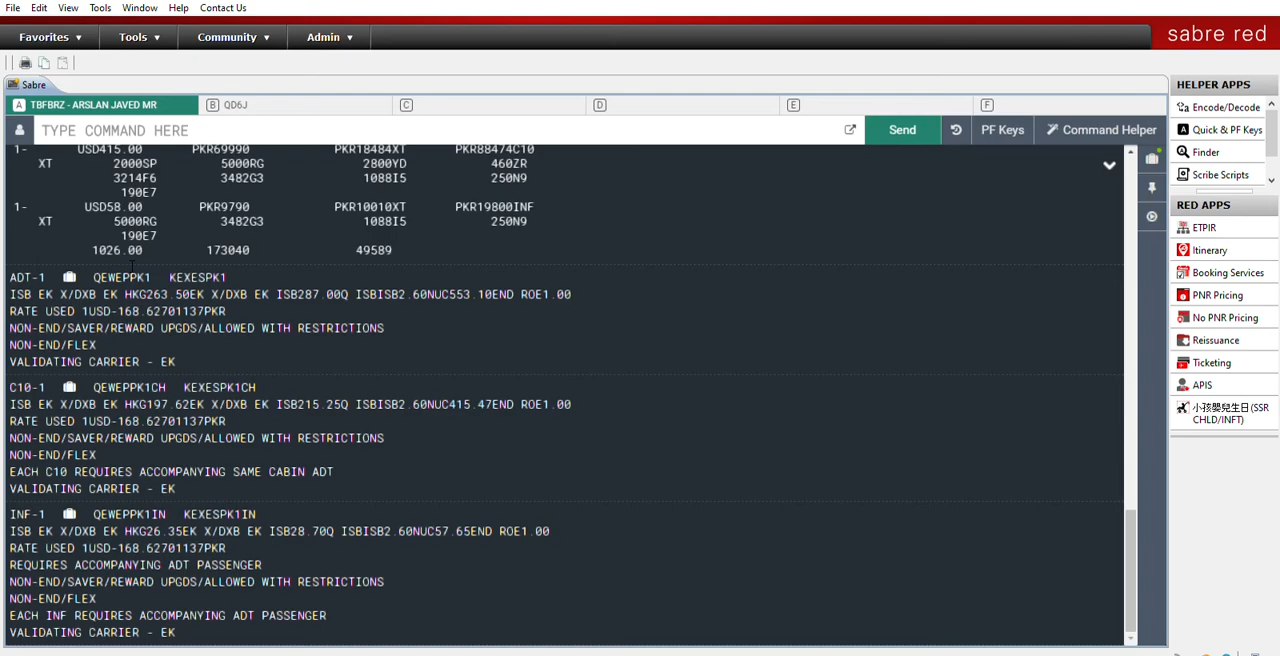 File Edit View Tools Window Help Contact Us
Favorites Tools Community Admin
sabre red
Sabre
A TBFBRZ - ARSLAN JAVED MR B QD6J C D E F
TYPE COMMAND HERE Send PF Keys Command Helper
1- USD415.00 PKR69990 PKR18484XT PKR88474C10
XT 2000SP 5000RG 2800YD 460ZR
3214F6 3482G3 1088I5 250N9
190E7
1- USD58.00 PKR9790 PKR10010XT PKR19800INF
XT 5000RG 3482G3 1088I5 250N9
190E7
1026.00 173040 49589
ADT-1 QEWEPPK1 KEXESPK1
ISB EK X/DXB EK HKG263.50EK X/DXB EK ISB287.00Q ISBISB2.60NUC553.10END ROE1.00
RATE USED 1USD-168.62701137PKR
NON-END/SAVER/REWARD UPGDS/ALLOWED WITH RESTRICTIONS
NON-END/FLEX
VALIDATING CARRIER - EK
C10-1 QEWEPPK1CH KEXESPK1CH
ISB EK X/DXB EK HKG197.62EK X/DXB EK ISB215.25Q ISBISB2.60NUC415.47END ROE1.00
RATE USED 1USD-168.62701137PKR
NON-END/SAVER/REWARD UPGDS/ALLOWED WITH RESTRICTIONS
NON-END/FLEX
EACH C10 REQUIRES ACCOMPANYING SAME CABIN ADT
VALIDATING CARRIER - EK
INF-1 QEWEPPK1IN KEXESPK1IN
ISB EK X/DXB EK HKG26.35EK X/DXB EK ISB28.70Q ISBISB2.60NUC57.65END ROE1.00
RATE USED 1USD-168.62701137PKR
REQUIRES ACCOMPANYING ADT PASSENGER
NON-END/SAVER/REWARD UPGDS/ALLOWED WITH RESTRICTIONS
NON-END/FLEX
EACH INF REQUIRES ACCOMPANYING ADT PASSENGER
VALIDATING CARRIER - EK
HELPER APPS
Encode/Decode
A Quick & PF Keys
Finder
Scribe Scripts
RED APPS
ETPIR
Itinerary
Booking Services
PNR Pricing
No PNR Pricing
Reissuance
Ticketing
APIS
小孩嬰兒生日(SSR
CHLD/INFT)